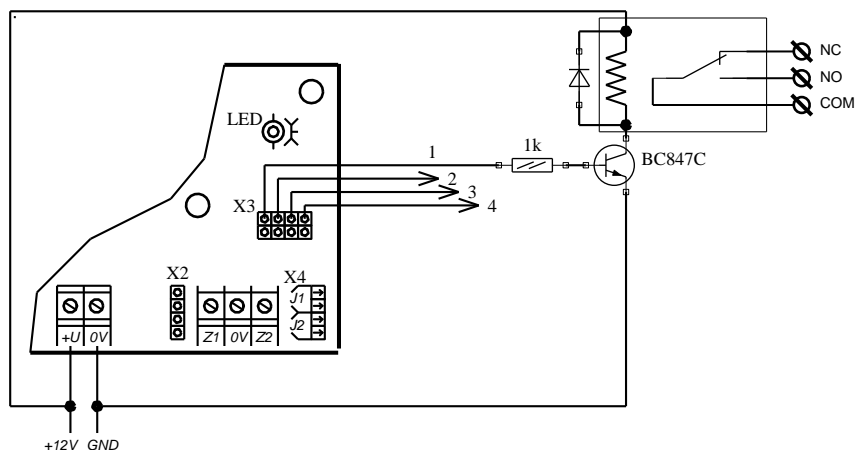 NC
NO
COM
LED
1
1k
BC847C
2
3
X3
4
X2
X4
J1
J2
+U
0V
Z1
0V
Z2
+12V
GND